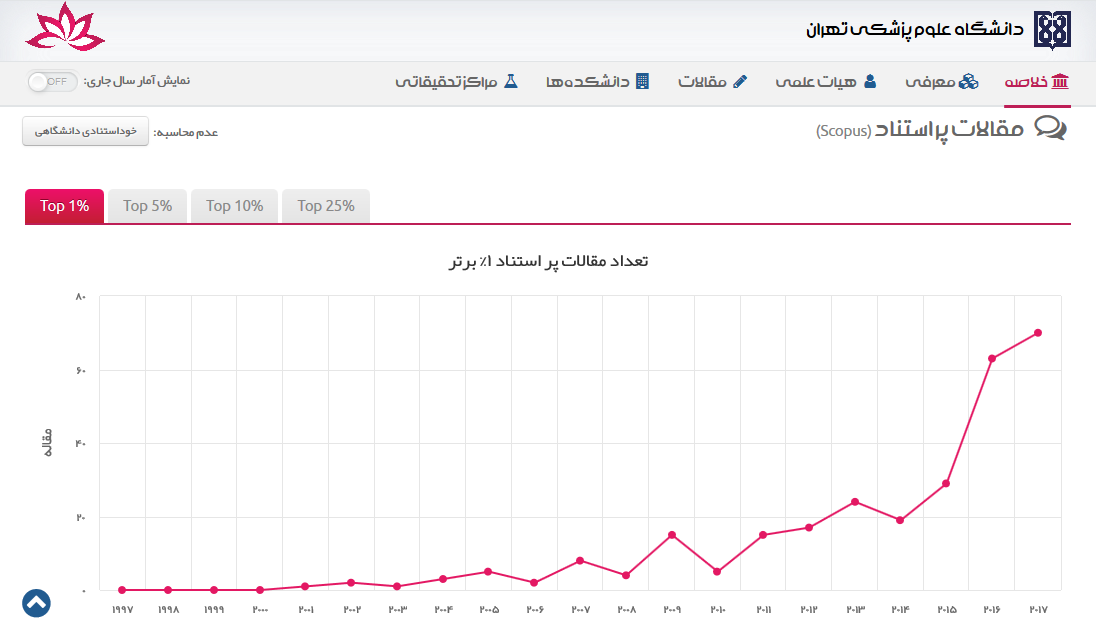 دانشگاه علوم پزشکی تهران
خلاصه معرفی هیات علمی مقالات دانشکده‌ها مراکز تحقیقاتی نمایش آمار سال جاری: OFF
مقالات پر استناد (Scopus)
عدم محاسبه: خوداستنادی دانشگاهی
Top 1% Top 5% Top 10% Top 25%
تعداد مقالات پر استناد ۱٪ برتر
۸۰
۶۰
۴۰
۲۰
۰
مقاله
۱۹۹۷ ۱۹۹۸ ۱۹۹۹ ۲۰۰۰ ۲۰۰۱ ۲۰۰۲ ۲۰۰۳ ۲۰۰۴ ۲۰۰۵ ۲۰۰۶ ۲۰۰۷ ۲۰۰۸ ۲۰۰۹ ۲۰۱۰ ۲۰۱۱ ۲۰۱۲ ۲۰۱۳ ۲۰۱۴ ۲۰۱۵ ۲۰۱۶ ۲۰۱۷